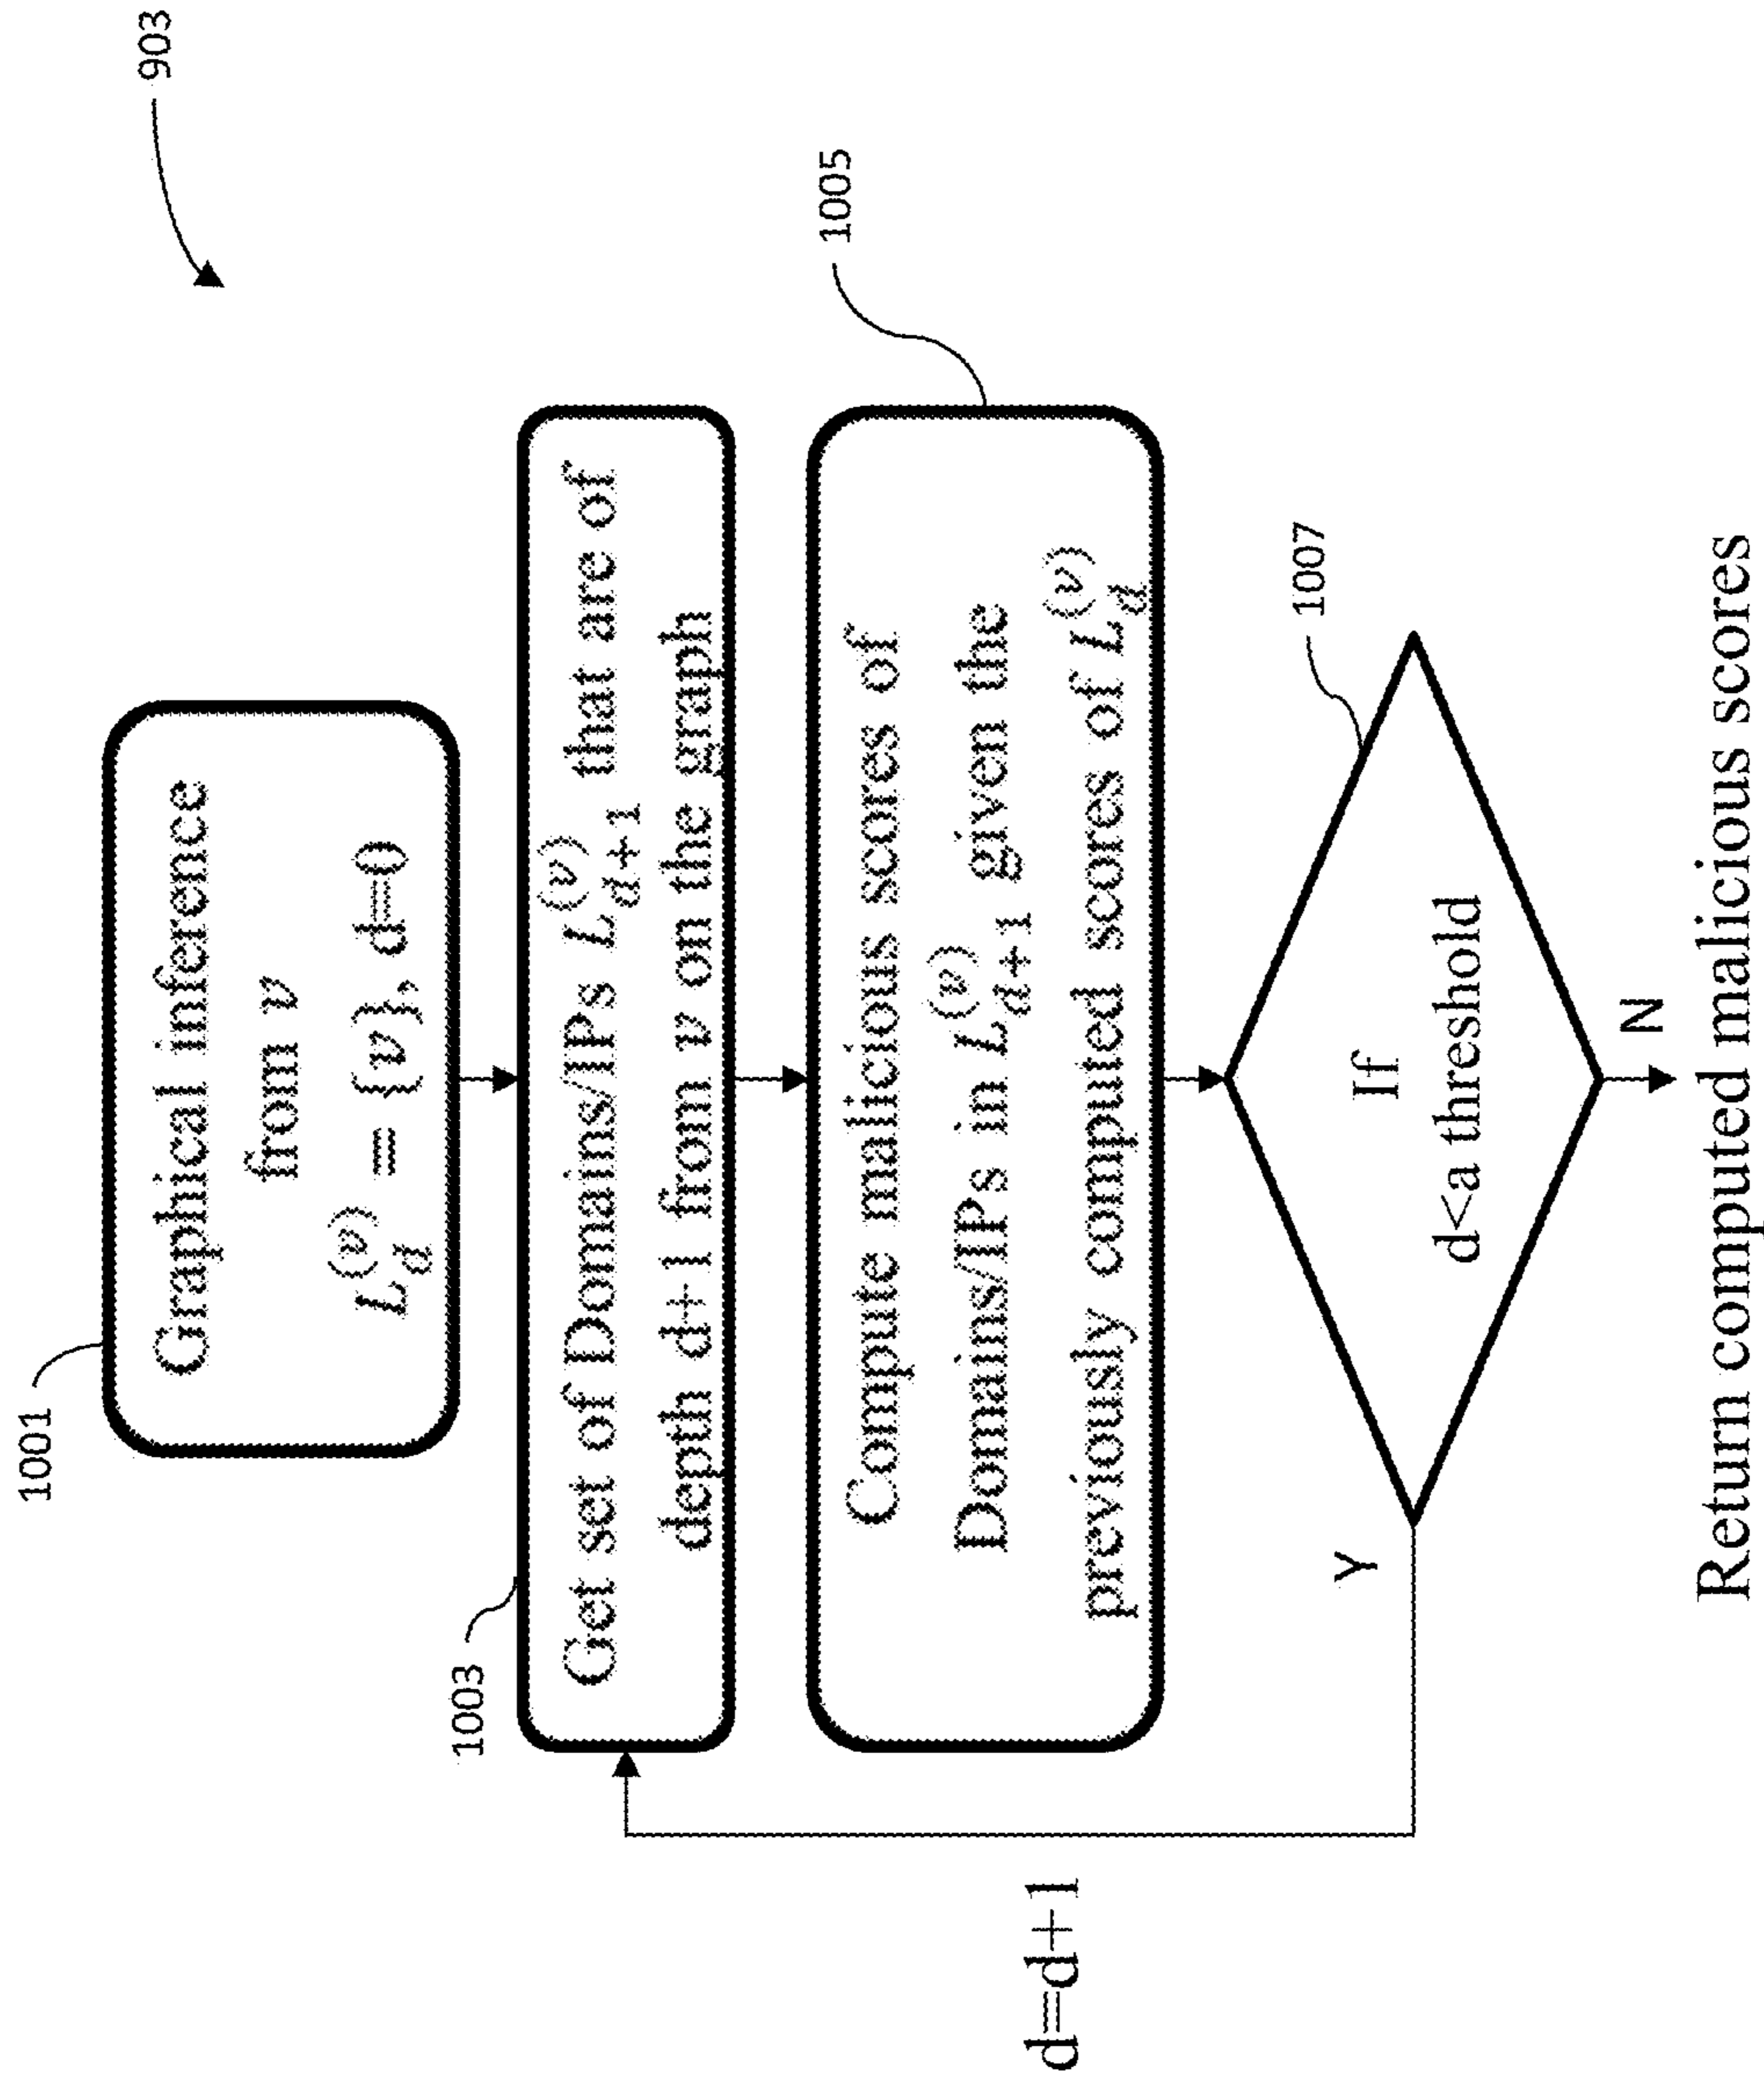 903
1001
Graphical inference
from v
L_d^{(v)} = {v}, d=0
1003
Get set of Domains/IPs L_{d+1}^{(v)} that are of
depth d+1 from v on the graph
1005
Compute malicious scores of
Domains/IPs in L_{d+1}^{(v)} given the
previously computed scores of L_d^{(v)}
1007
If
d<a threshold
Y
d=d+1
N
Return computed malicious scores